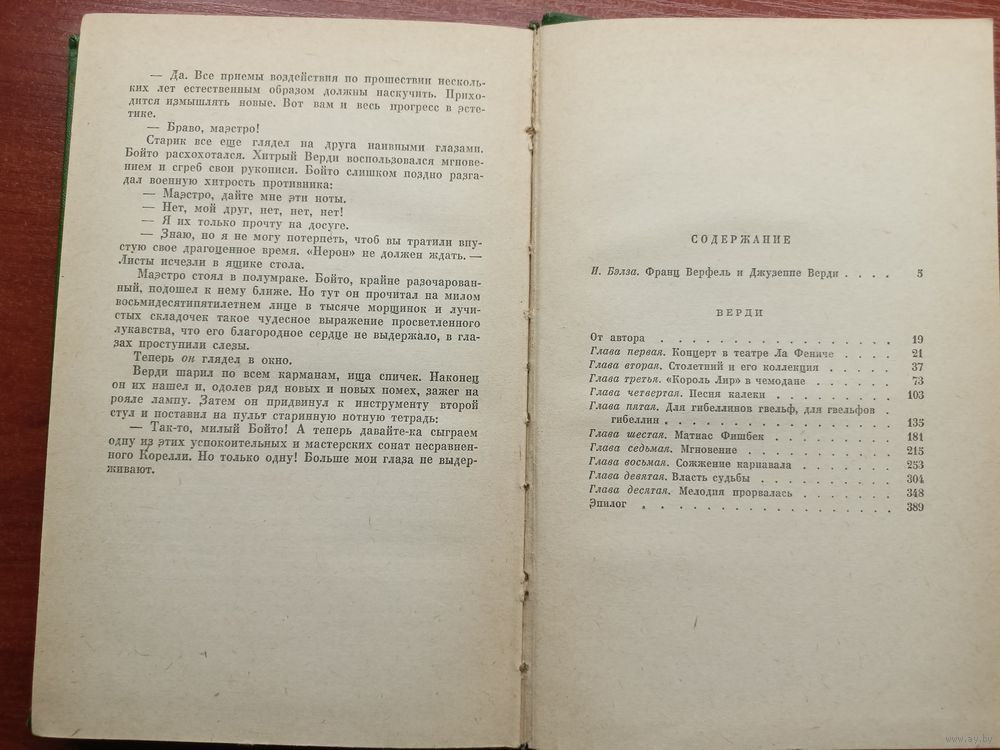 — Да. Все приемы воздействия по прошествии несколь-
ких лет естественным образом должны наскучить. Прихо-
дится измышлять новые. Вот вам и весь прогресс в эсте-
тике.
— Браво, маэстро!
Старик все еще глядел на друга наивными глазами.
Бойто расхохотался. Хитрый Верди воспользовался мгнове-
нием и сгреб свои рукописи. Бойто слишком поздно разга-
дал военную хитрость противника:
— Маэстро, дайте мне эти ноты.
— Нет, мой друг, нет, нет, нет!
— Я их только прочту на досуге.
— Знаю, но я не могу потерпеть, чтоб вы тратили впу-
стую свое драгоценное время. «Нерон» не должен ждать. —
Листы исчезли в ящике стола.
Маэстро стоял в полумраке. Бойто, крайне разочарован-
ный, подошел к нему ближе. Но тут он прочитал на милом
восьмидесятипятилетнем лице в тысяче морщинок и лучи-
стых складочек такое чудесное выражение просветленного
лукавства, что его благородное сердце не выдержало, в гла-
зах проступили слезы.
Теперь он глядел в окно.
Верди шарил по всем карманам, ища спичек. Наконец
он их нашел и, одолев ряд новых и новых помех, зажег на
рояле лампу. Затем он придвинул к инструменту второй
стул и поставил на пульт старинную нотную тетрадь:
— Так-то, милый Бойто! А теперь давайте-ка сыграем
одну из этих успокоительных и мастерских сонат несравнен-
ного Корелли. Но только одну! Больше мои глаза не выдер-
живают.
СОДЕРЖАНИЕ
И. Бэлза. Франц Верфель и Джузеппе Верди . . . . 5
ВЕРДИ
От автора . . . . . . . . . . . . . . 19
Глава первая. Концерт в театре Ла Фениче . . . . 21
Глава вторая. Столетний и его коллекция . . . . . 37
Глава третья. «Король Лир» в чемодане . . . . . 73
Глава четвертая. Песня калеки . . . . . . . . 103
Глава пятая. Для гибеллинов гвельф, для гвельфов .
гибеллин . . . . . . . . . . . . . . 135
Глава шестая. Матиас Фишбек . . . . . . . . 181
Глава седьмая. Мгновение . . . . . . . . . . 215
Глава восьмая. Сожжение карнавала . . . . . . 253
Глава девятая. Власть судьбы . . . . . . . . . 304
Глава десятая. Мелодия прорвалась . . . . . . 348
Эпилог . . . . . . . . . . . . . . . 389
www.ay.by